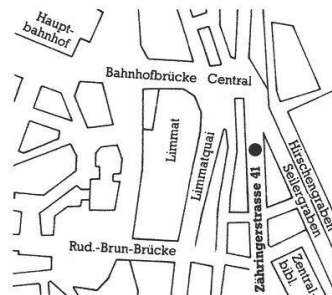 Haupt-
bahnhof
Bahnhofbrücke Central
Limmat
Limmatquai
Zähringerstrasse 41
Hirschengraben
Seilergraben
Rud.-Brun-Brücke
Zentral-
bibl.